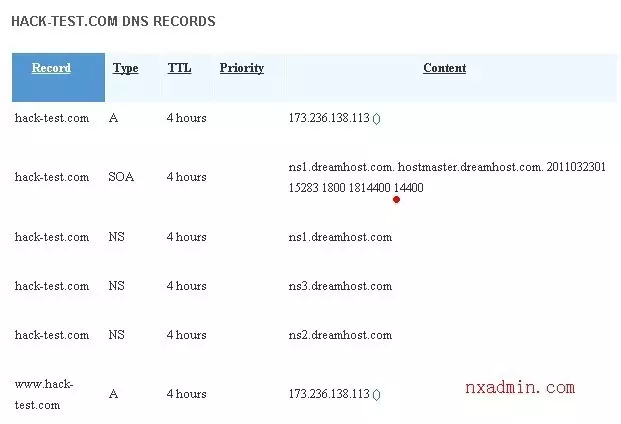 HACK-TEST.COM DNS RECORDS
Record Type TTL Priority Content
hack-test.com A 4 hours 173.236.138.113 ()
hack-test.com SOA 4 hours ns1.dreamhost.com. hostmaster.dreamhost.com. 2011032301
15283 1800 1814400 14400
hack-test.com NS 4 hours ns1.dreamhost.com
hack-test.com NS 4 hours ns3.dreamhost.com
hack-test.com NS 4 hours ns2.dreamhost.com
www.hack-
test.com A 4 hours 173.236.138.113 ()
nxadmin.com